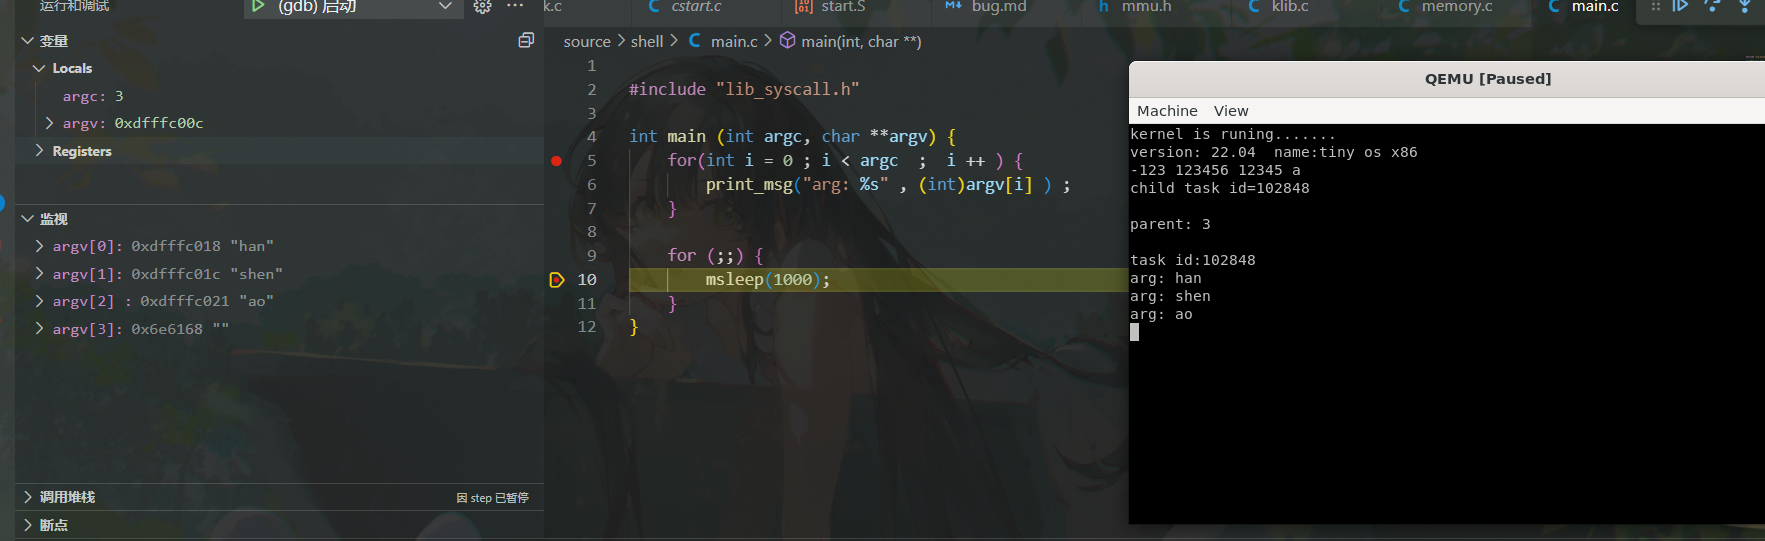 运行和调试
(gdb) 启动
k.c
cstart.c
start.S
bug.md
mmu.h
klib.c
memory.c
main.c
变量
Locals
argc: 3
argv: 0xdfffc00c
Registers
监视
argv[0]: 0xdfffc018 "han"
argv[1]: 0xdfffc01c "shen"
argv[2] : 0xdfffc021 "ao"
argv[3]: 0x6e6168 ""
调用堆栈
因 step 已暂停
断点
source > shell > C main.c > main(int, char **)
1
2 #include "lib_syscall.h"
3
4 int main (int argc, char **argv) {
5 for(int i = 0 ; i < argc ; i ++ ) {
6 print_msg("arg: %s" , (int)argv[i] ) ;
7 }
8
9 for (;;) {
10 msleep(1000);
11 }
12 }
QEMU [Paused]
Machine View
kernel is runing.......
version: 22.04 name:tiny os x86
-123 123456 12345 a
child task id=102848
parent: 3
task id:102848
arg: han
arg: shen
arg: ao